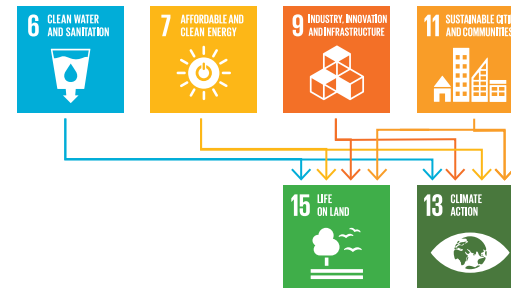 6 CLEAN WATER
AND SANITATION
7 AFFORDABLE AND
CLEAN ENERGY
9 INDUSTRY, INNOVATION
AND INFRASTRUCTURE
11 SUSTAINABLE CITI
AND COMMUNITIES
15 LIFE
ON LAND
13 CLIMATE
ACTION